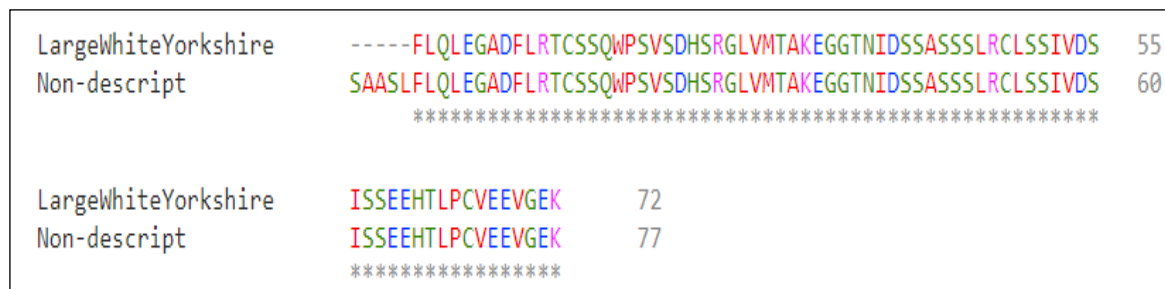 LargeWhiteYorkshire -----FLQLEGADFLRTCSSQWPSVSDHSRGLVMTAKEGGTNIDSSASSSLRCLSSIVDS 55
Non-descript SAASLFLQLEGADFLRTCSSQWPSVSDHSRGLVMTAKEGGTNIDSSASSSLRCLSSIVDS 60
*******************************************************
LargeWhiteYorkshire ISSEEHTLPCVEEVGEK 72
Non-descript ISSEEHTLPCVEEVGEK 77
*****************